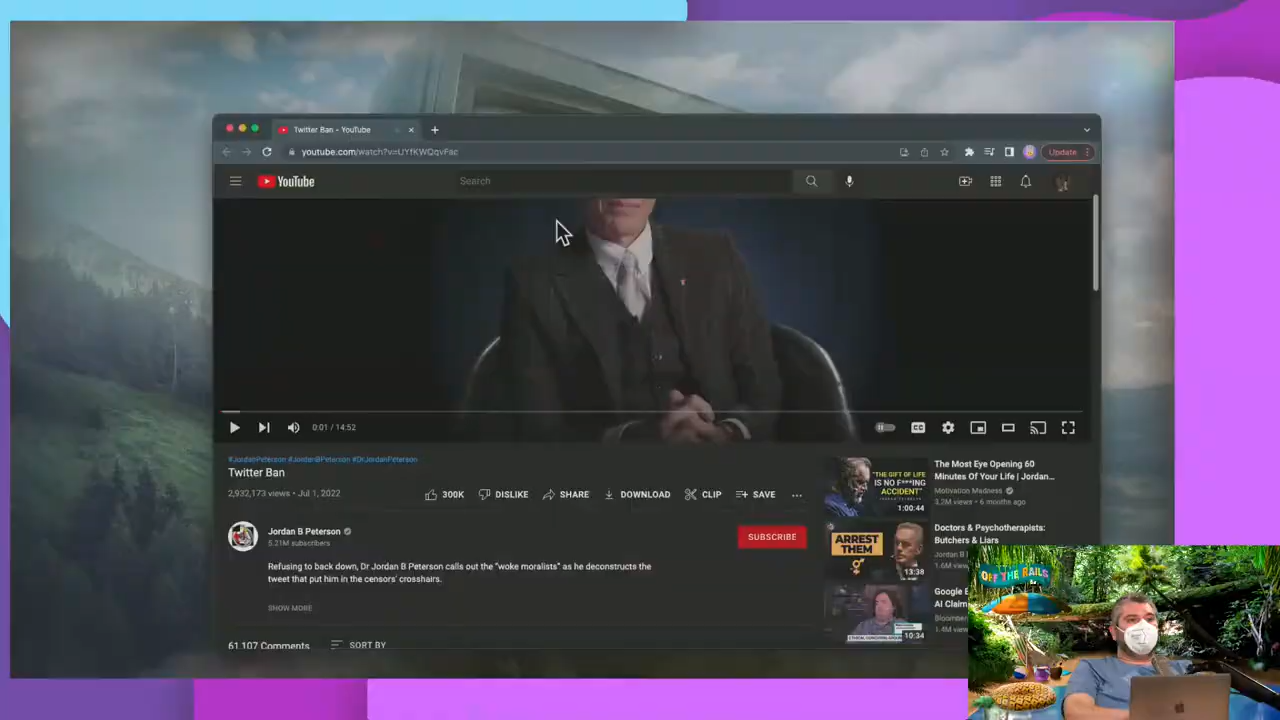 Twitter Ban - YouTube
youtube.com/watch?v=UYfKWQqvFac
Update
YouTube
Search
0:01 / 14:52
#JordanPeterson #JordanBPeterson #DrJordanPeterson
Twitter Ban
2,932,173 views • Jul 1, 2022
300K
DISLIKE
SHARE
DOWNLOAD
CLIP
SAVE
Jordan B Peterson
5.21M subscribers
SUBSCRIBE
Refusing to back down, Dr Jordan B Peterson calls out the "woke moralists" as he deconstructs the
tweet that put him in the censors' crosshairs.
SHOW MORE
61,107 Comments
SORT BY
"THE GIFT OF LIFE
IS NO F***ING
ACCIDENT"
1:00:44
The Most Eye Opening 60
Minutes Of Your Life | Jordan...
Motivation Madness
3.2M views • 6 months ago
ARREST
THEM
13:38
Doctors & Psychotherapists:
Butchers & Liars
Jordan B
1.6M
10:34
Google E
AI Claim
Bloomber
1.4M
OFF THE RAILS